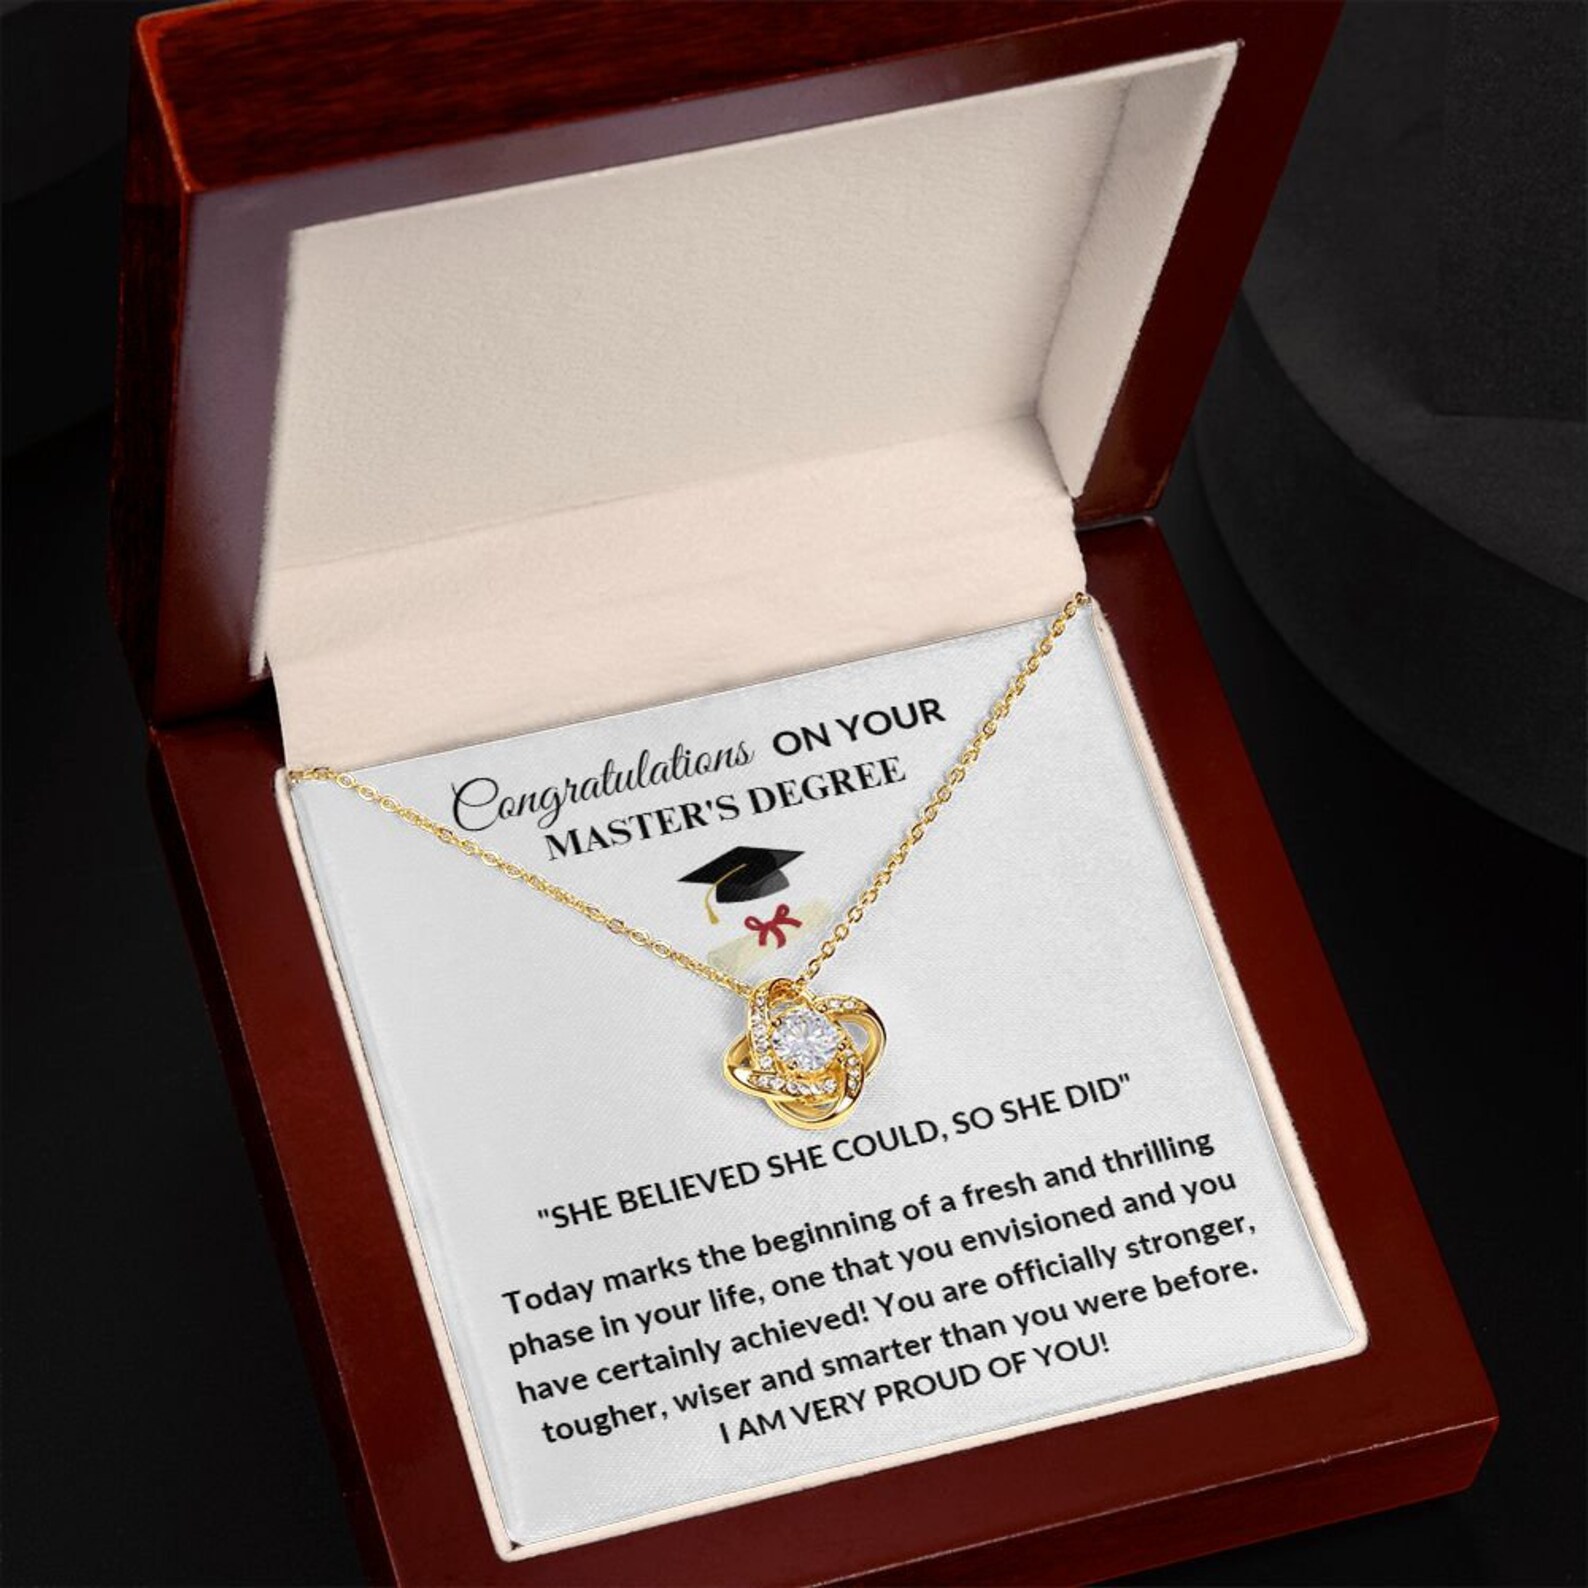 Congratulations ON YOUR
MASTER'S DEGREE
"SHE BELIEVED SHE COULD, SO SHE DID"
Today marks the beginning of a fresh and thrilling
phase in your life, one that you envisioned and you
have certainly achieved! You are officially stronger,
tougher, wiser and smarter than you were before.
I AM VERY PROUD OF YOU!